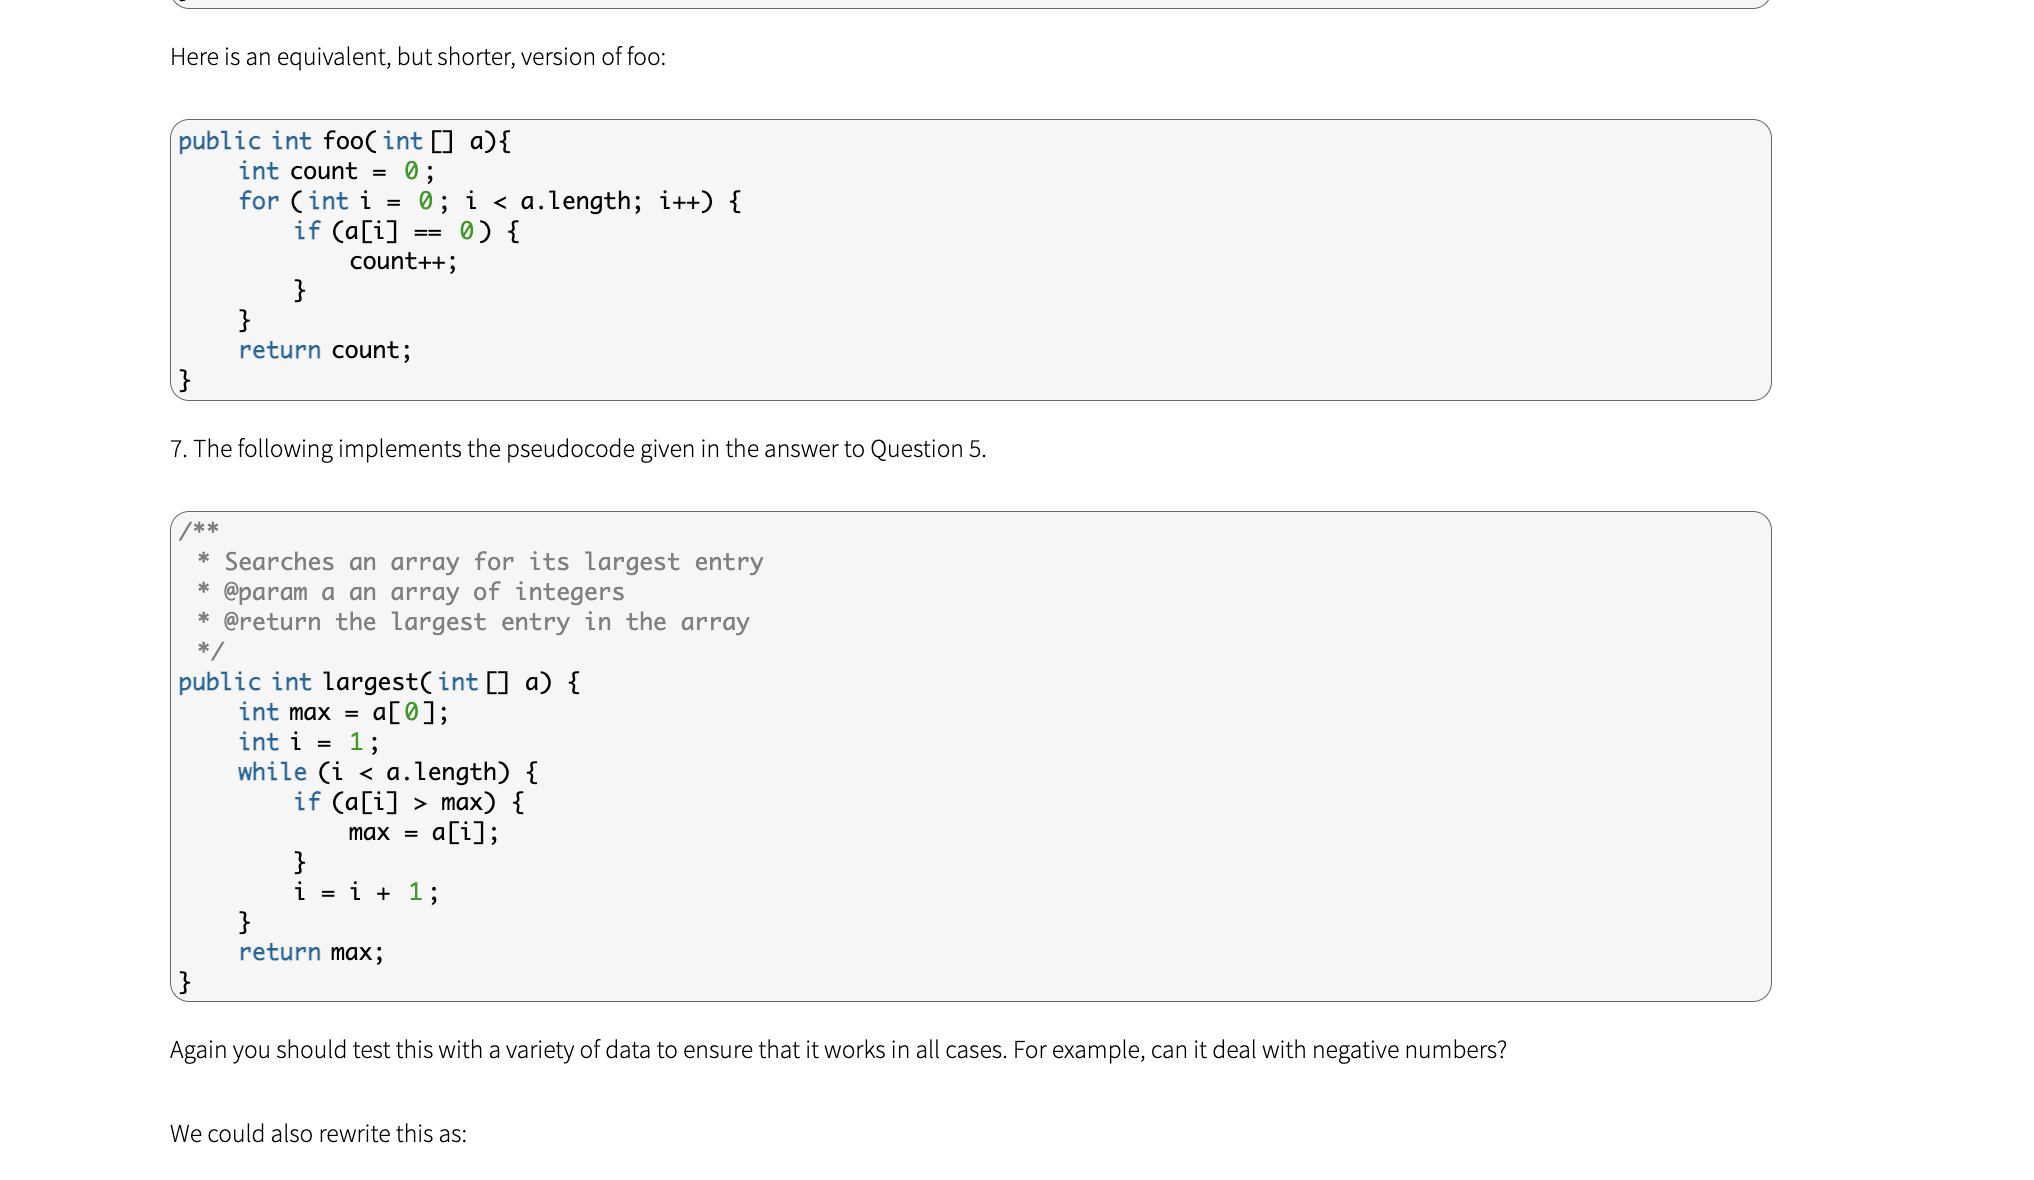 Here is an equivalent, but shorter, version of foo:
public int foo(int[] a){
int count = 0;
for (int i = 0; i < a.length; i++) {
if (a[i] == 0) {
count++;
}
}
return count;
}
7. The following implements the pseudocode given in the answer to Question 5.
/**
* Searches an array for its largest entry
* @param a an array of integers
* @return the largest entry in the array
*/
public int largest(int[] a) {
int max = a[0];
int i = 1;
while (i < a.length) {
if (a[i] > max) {
max = a[i];
}
i = i + 1;
}
return max;
}
Again you should test this with a variety of data to ensure that it works in all cases. For example, can it deal with negative numbers?
We could also rewrite this as: